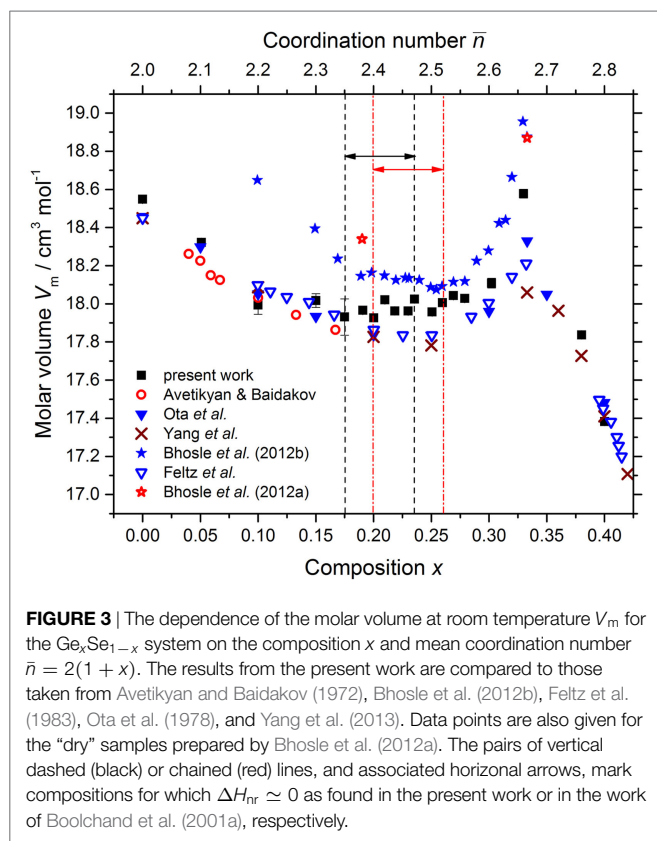 Coordination number n̄
2.0 2.1 2.2 2.3 2.4 2.5 2.6 2.7 2.8
Molar volume Vm / cm³ mol⁻¹
19.0
18.8
18.6
18.4
18.2
18.0
17.8
17.6
17.4
17.2
17.0
present work
Avetikyan & Baidakov
Ota et al.
Yang et al.
Bhosle et al. (2012b)
Feltz et al.
Bhosle et al. (2012a)
0.00 0.05 0.10 0.15 0.20 0.25 0.30 0.35 0.40
Composition x
FIGURE 3 | The dependence of the molar volume at room temperature Vm for
the GexSe1−x system on the composition x and mean coordination number
n̄ = 2(1 + x). The results from the present work are compared to those
taken from Avetikyan and Baidakov (1972), Bhosle et al. (2012b), Feltz et al.
(1983), Ota et al. (1978), and Yang et al. (2013). Data points are also given for
the “dry” samples prepared by Bhosle et al. (2012a). The pairs of vertical
dashed (black) or chained (red) lines, and associated horizonal arrows, mark
compositions for which ΔHnr ≃ 0 as found in the present work or in the work
of Boolchand et al. (2001a), respectively.